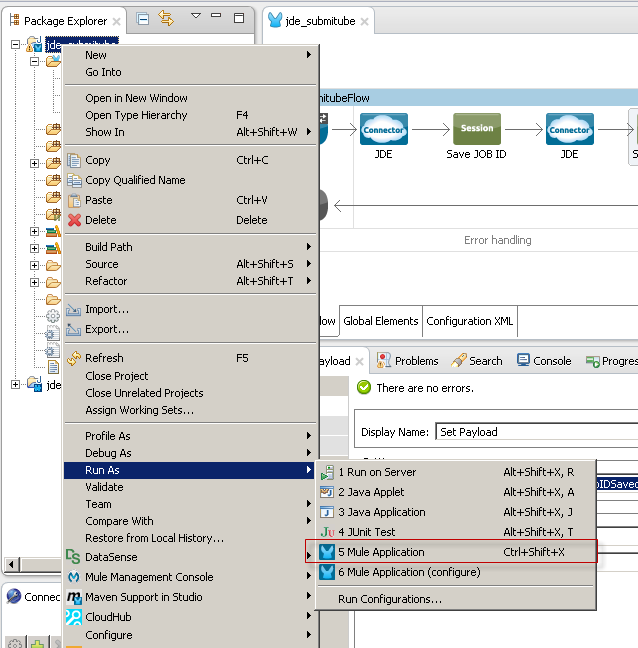 Package Explorer
jde_submitube
jde_submitube
New
Go Into
Open in New Window
Open Type Hierarchy F4
Show In Alt+Shift+W
Copy Ctrl+C
Copy Qualified Name
Paste Ctrl+V
Delete Delete
Build Path
Source Alt+Shift+S
Refactor Alt+Shift+T
Import...
Export...
Refresh F5
Close Project
Close Unrelated Projects
Assign Working Sets...
Profile As
Debug As
Run As
Validate
Team
Compare With
Restore from Local History...
DataSense
Mule Management Console
Maven Support in Studio
CloudHub
Configure
jde
Connec
mitubeFlow
Connector
Session
Connector
JDE
Save JOB ID
JDE
S
Error handling
low
Global Elements
Configuration XML
ayload
Problems
Search
Console
Progres
There are no errors.
Display Name: Set Payload
bIDSaved
1 Run on Server Alt+Shift+X, R
2 Java Applet Alt+Shift+X, A
3 Java Application Alt+Shift+X, J
4 JUnit Test Alt+Shift+X, T
5 Mule Application Ctrl+Shift+X
6 Mule Application (configure)
Run Configurations...